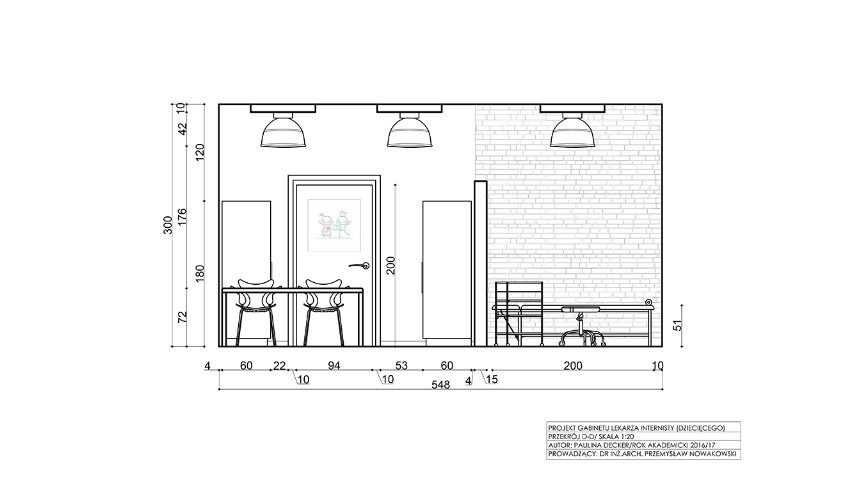 10
42
120
300
176
200
180
72
51
4 60 22 94 53 60 200 10
10 10 4 15
548
PROJEKT GABINETU LEKARZA INTERNISTY (DZIECIĘCEGO)
PRZEKRÓJ D-D/ SKALA 1:20
AUTOR: PAULINA DECKER/ROK AKADEMICKI 2016/17
PROWADZĄCY: DR INŻ.ARCH. PRZEMYSŁAW NOWAKOWSKI